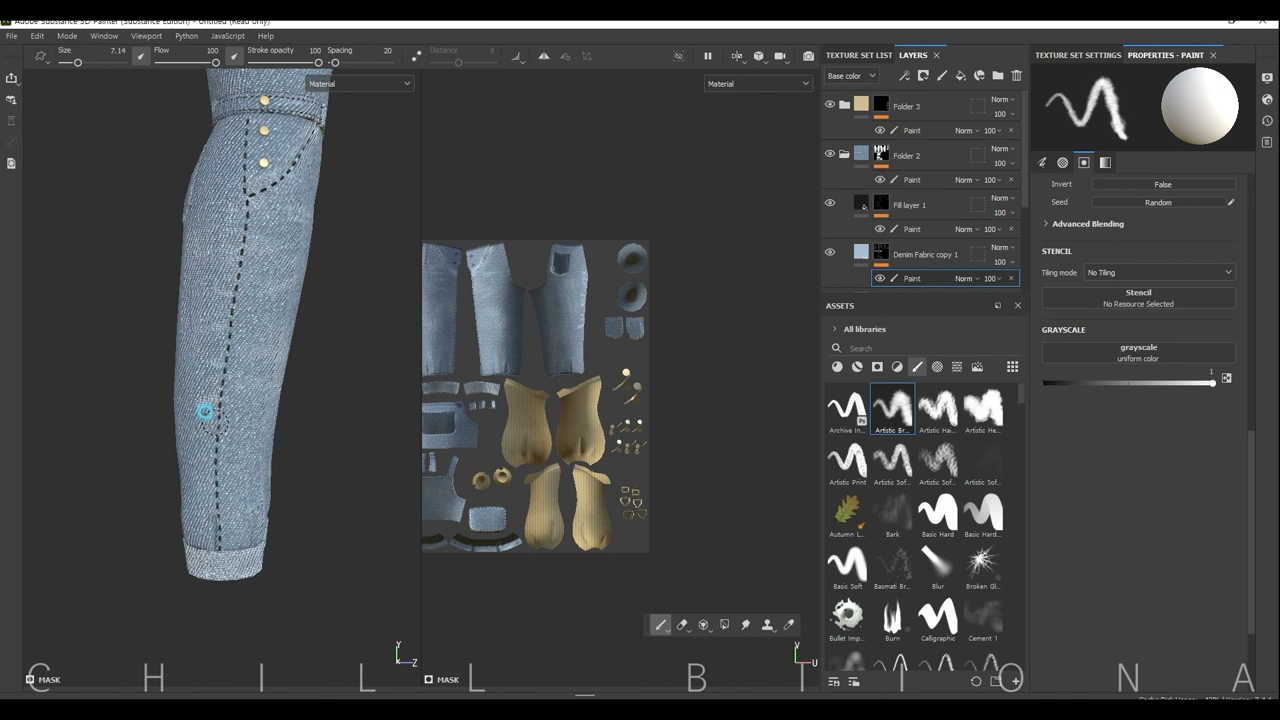 Adobe Substance 3D Painter (Substance Edition) - Untitled (Read Only)
File Edit Mode Window Viewport Python JavaScript Help
Size 7.14 Flow 100 Stroke opacity 100 Spacing 20 Distance 8
Material
Material
TEXTURE SET LIST LAYERS ×
Base color
Folder 3 Norm 100
Paint Norm 100 ×
Folder 2 Norm 100
Paint Norm 100 ×
Fill layer 1 Norm 100
Paint Norm 100 ×
Denim Fabric copy 1 Norm 100
Paint Norm 100 ×
ASSETS
All libraries
Search
Archive In... Artistic Br... Artistic Hai... Artistic He...
Artistic Print Artistic Sof... Artistic Sof... Artistic Sof...
Autumn L... Bark Basic Hard Basic Hard...
Basic Soft Basmati Br... Blur Broken Gl...
Bullet Imp... Burn Calligraphic Cement 1
TEXTURE SET SETTINGS PROPERTIES - PAINT ×
Invert False
Seed Random
Advanced Blending
STENCIL
Tiling mode No Tiling
Stencil
No Resource Selected
GRAYSCALE
grayscale
uniform color
1
Y
Z
V
U
MASK
MASK
C H I L L B T I O N A